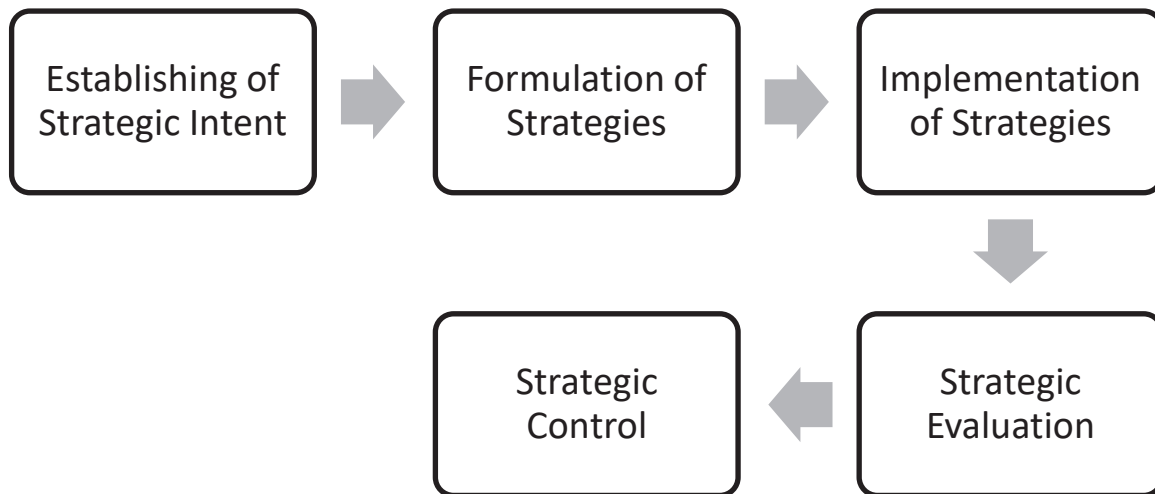 Establishing of
Strategic Intent
Formulation of
Strategies
Implementation
of Strategies
Strategic
Evaluation
Strategic
Control